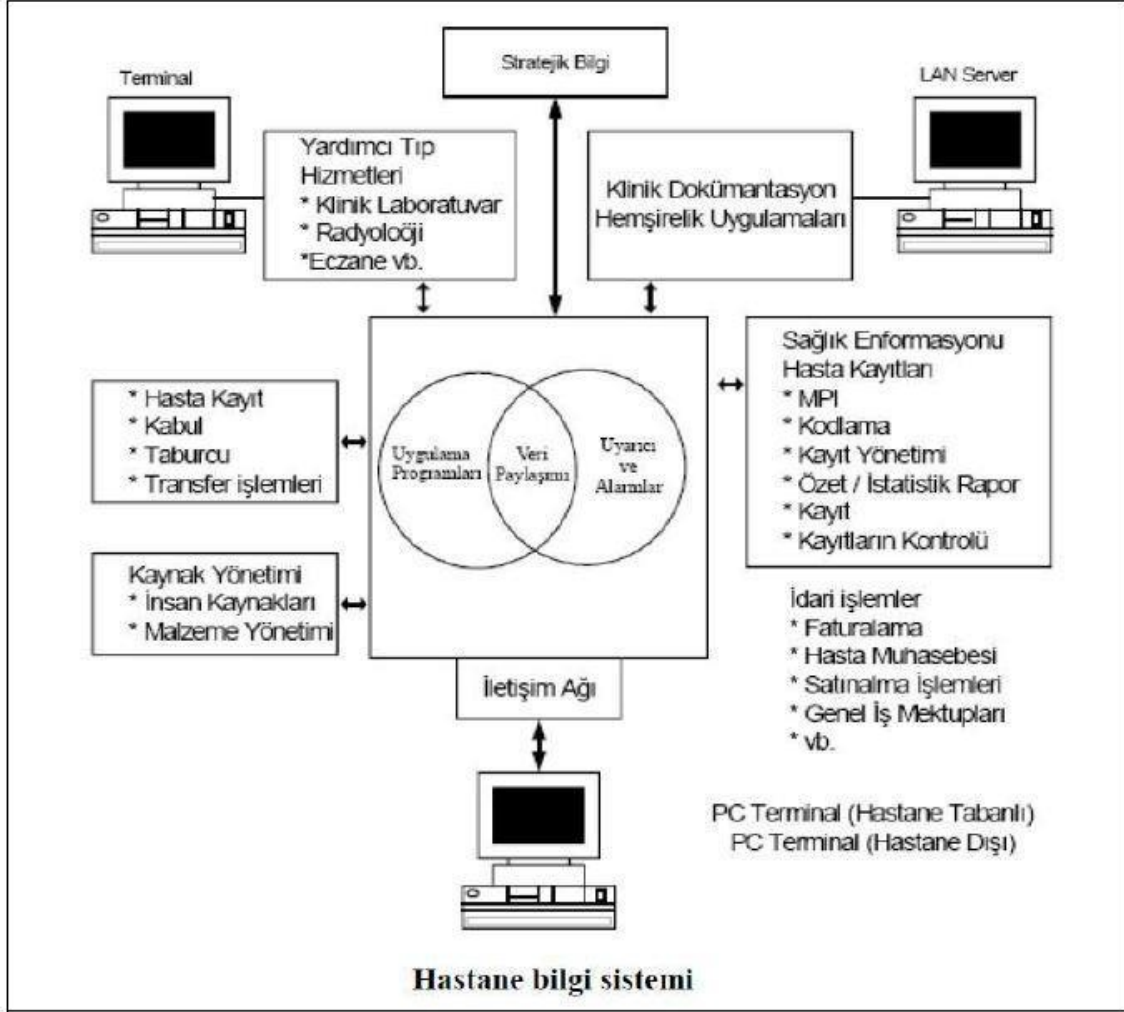 Stratejik Bilgi
Terminal
LAN Server
Yardımcı Tıp
Hizmetleri
* Klinik Laboratuvar
* Radyoloöji
*Eczane vb.
Klinik Dokümantasyon
Hemşirelik Uygulamaları
* Hasta Kayıt
* Kabul
* Taburcu
* Transfer işlemleri
Uygulama
Programları
Veri
Paylaşımı
Uyarıcı
ve
Alarmlar
Sağlık Enformasyonu
Hasta Kayıtları
* MPI
* Kodlama
* Kayıt Yönetimi
* Özet / İstatistik Rapor
* Kayıt
* Kayıtların Kontrolü
Kaynak Yönetimi
* İnsan Kaynakları
* Malzeme Yönetimi
İdari işlemler
* Faturalama
* Hasta Muhasebesi
* Satınalma İşlemleri
* Genel İş Mektupları
* vb.
İletişim Ağı
PC Terminal (Hastane Tabanlı)
PC Terminal (Hastane Dışı)
Hastane bilgi sistemi